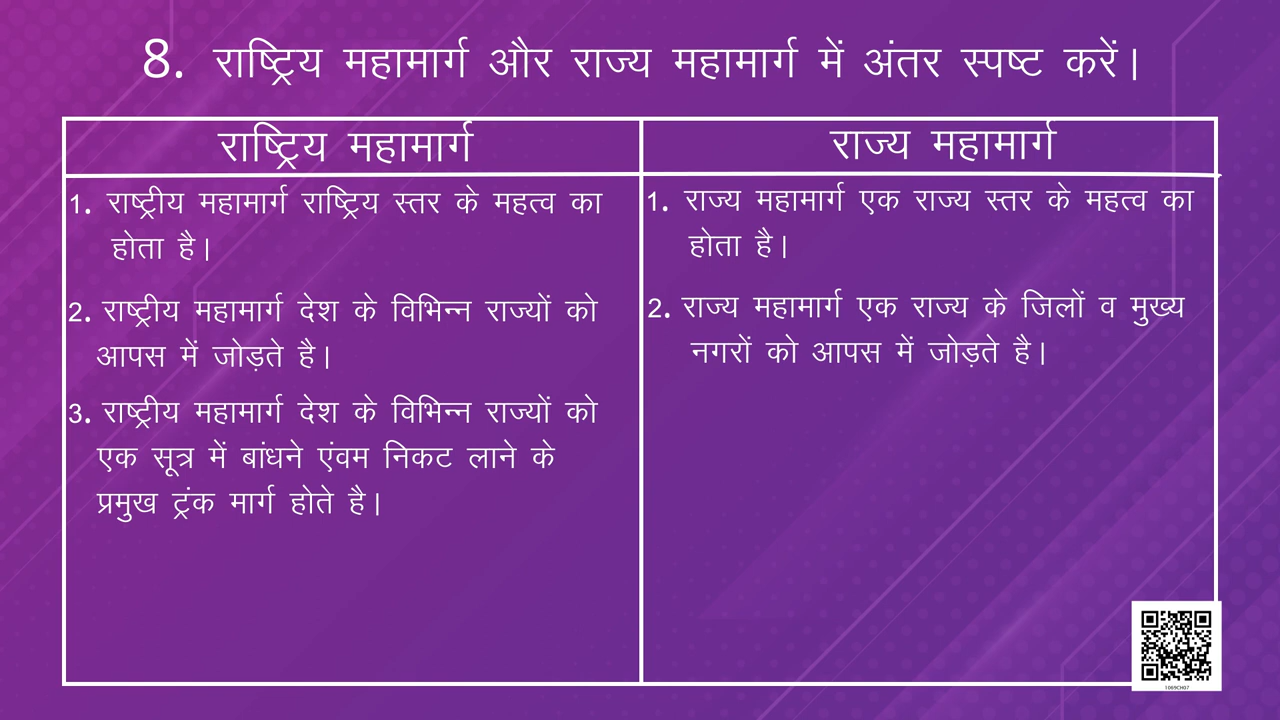 8. राष्ट्रिय महामार्ग और राज्य महामार्ग में अंतर स्पष्ट करें।
राष्ट्रिय महामार्ग
1. राष्ट्रीय महामार्ग राष्ट्रिय स्तर के महत्व का
होता है।
2. राष्ट्रीय महामार्ग देश के विभिन्न राज्यों को
आपस में जोड़ते है।
3. राष्ट्रीय महामार्ग देश के विभिन्न राज्यों को
एक सूत्र में बांधने एंवम निकट लाने के
प्रमुख ट्रंक मार्ग होते है।
राज्य महामार्ग
1. राज्य महामार्ग एक राज्य स्तर के महत्व का
होता है।
2. राज्य महामार्ग एक राज्य के जिलों व मुख्य
नगरों को आपस में जोड़ते है।
1069CH07